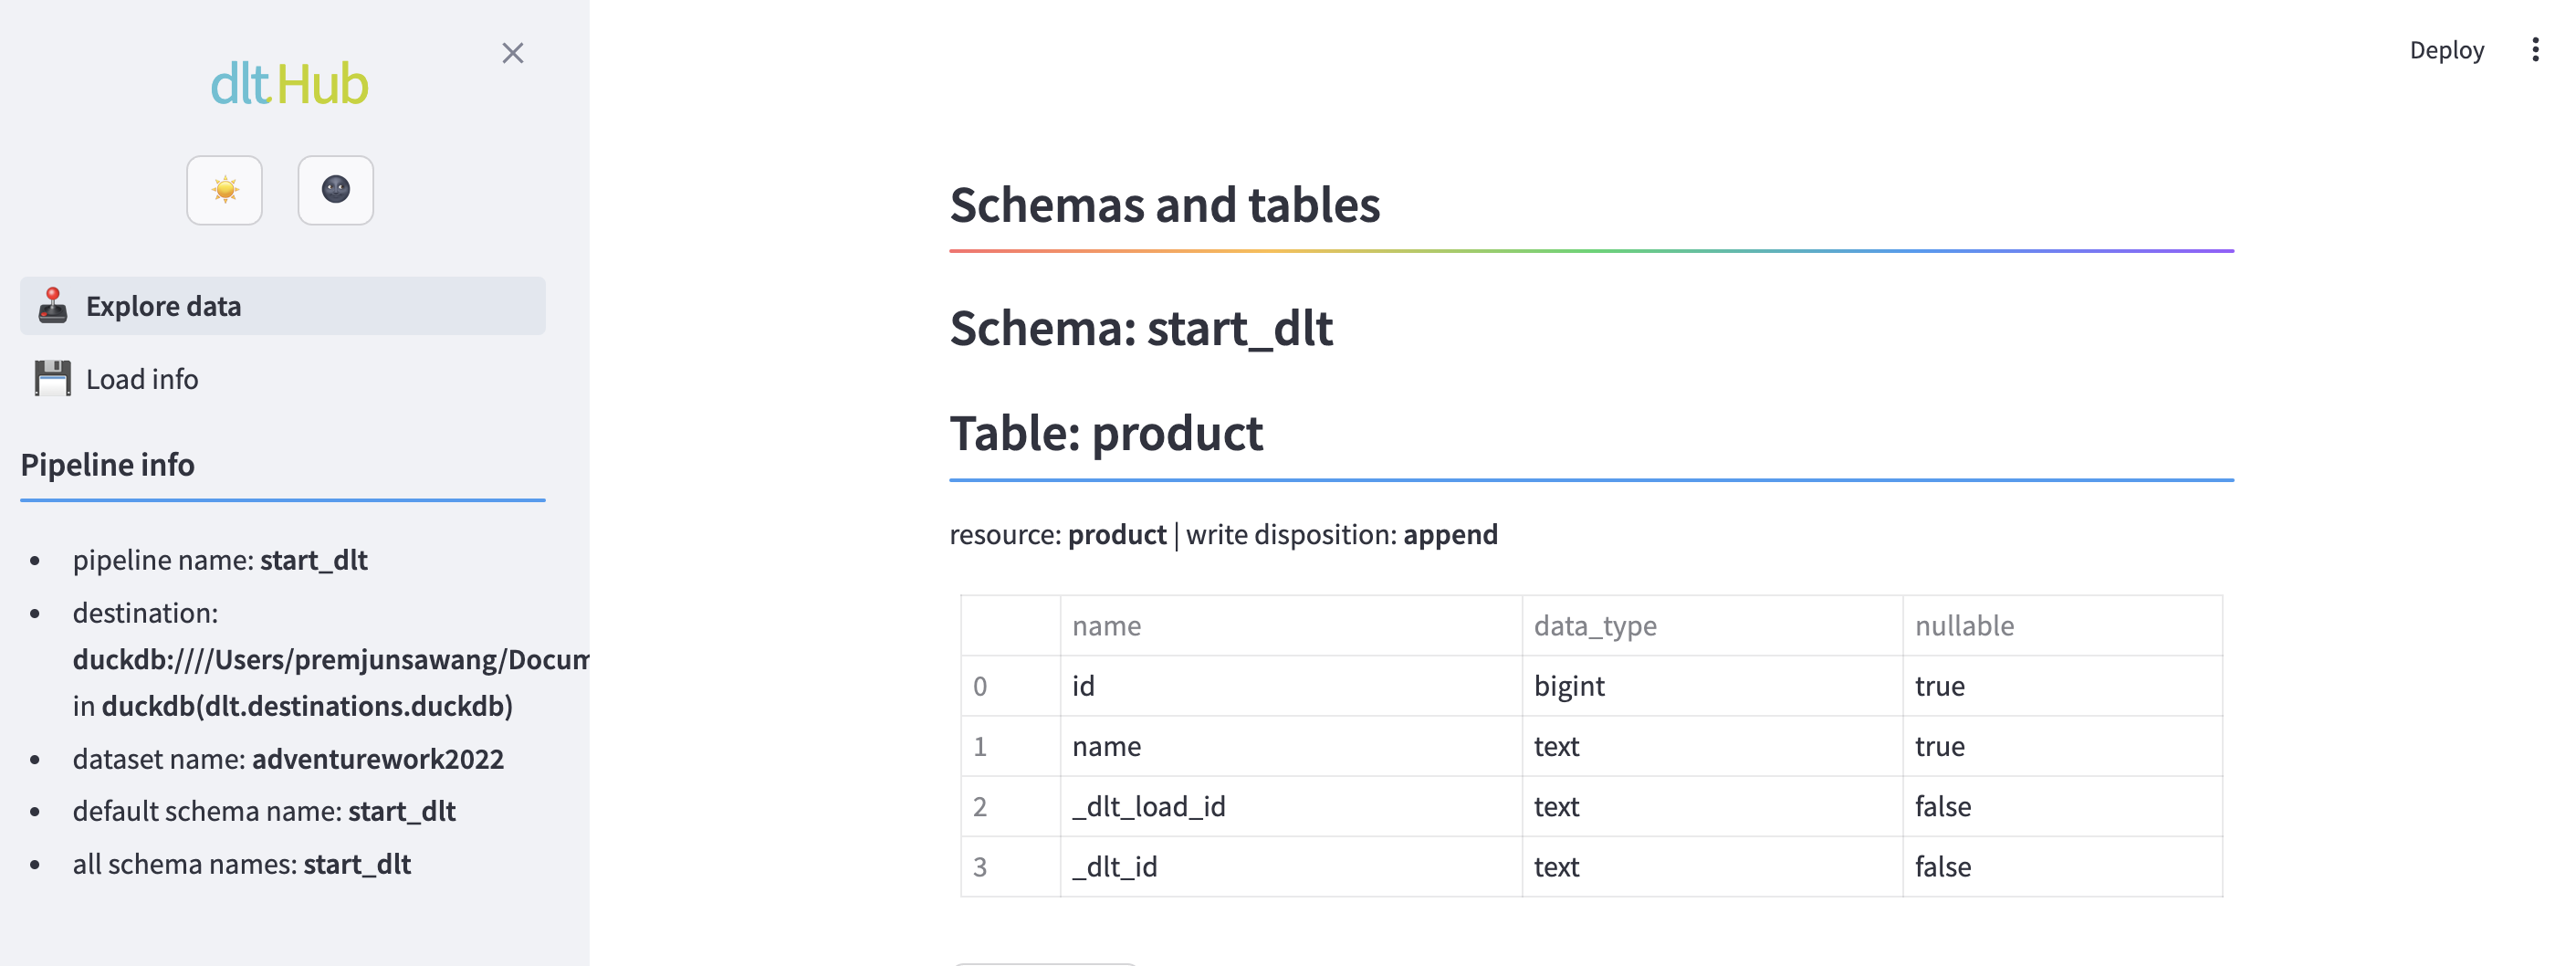 dltHub
Explore data
Load info
Pipeline info
pipeline name: start_dlt
destination:
duckdb:////Users/premjunsawang/Docum
in duckdb(dlt.destinations.duckdb)
dataset name: adventurework2022
default schema name: start_dlt
all schema names: start_dlt
Deploy
Schemas and tables
Schema: start_dlt
Table: product
resource: product | write disposition: append
name data_type nullable
0 id bigint true
1 name text true
2 _dlt_load_id text false
3 _dlt_id text false